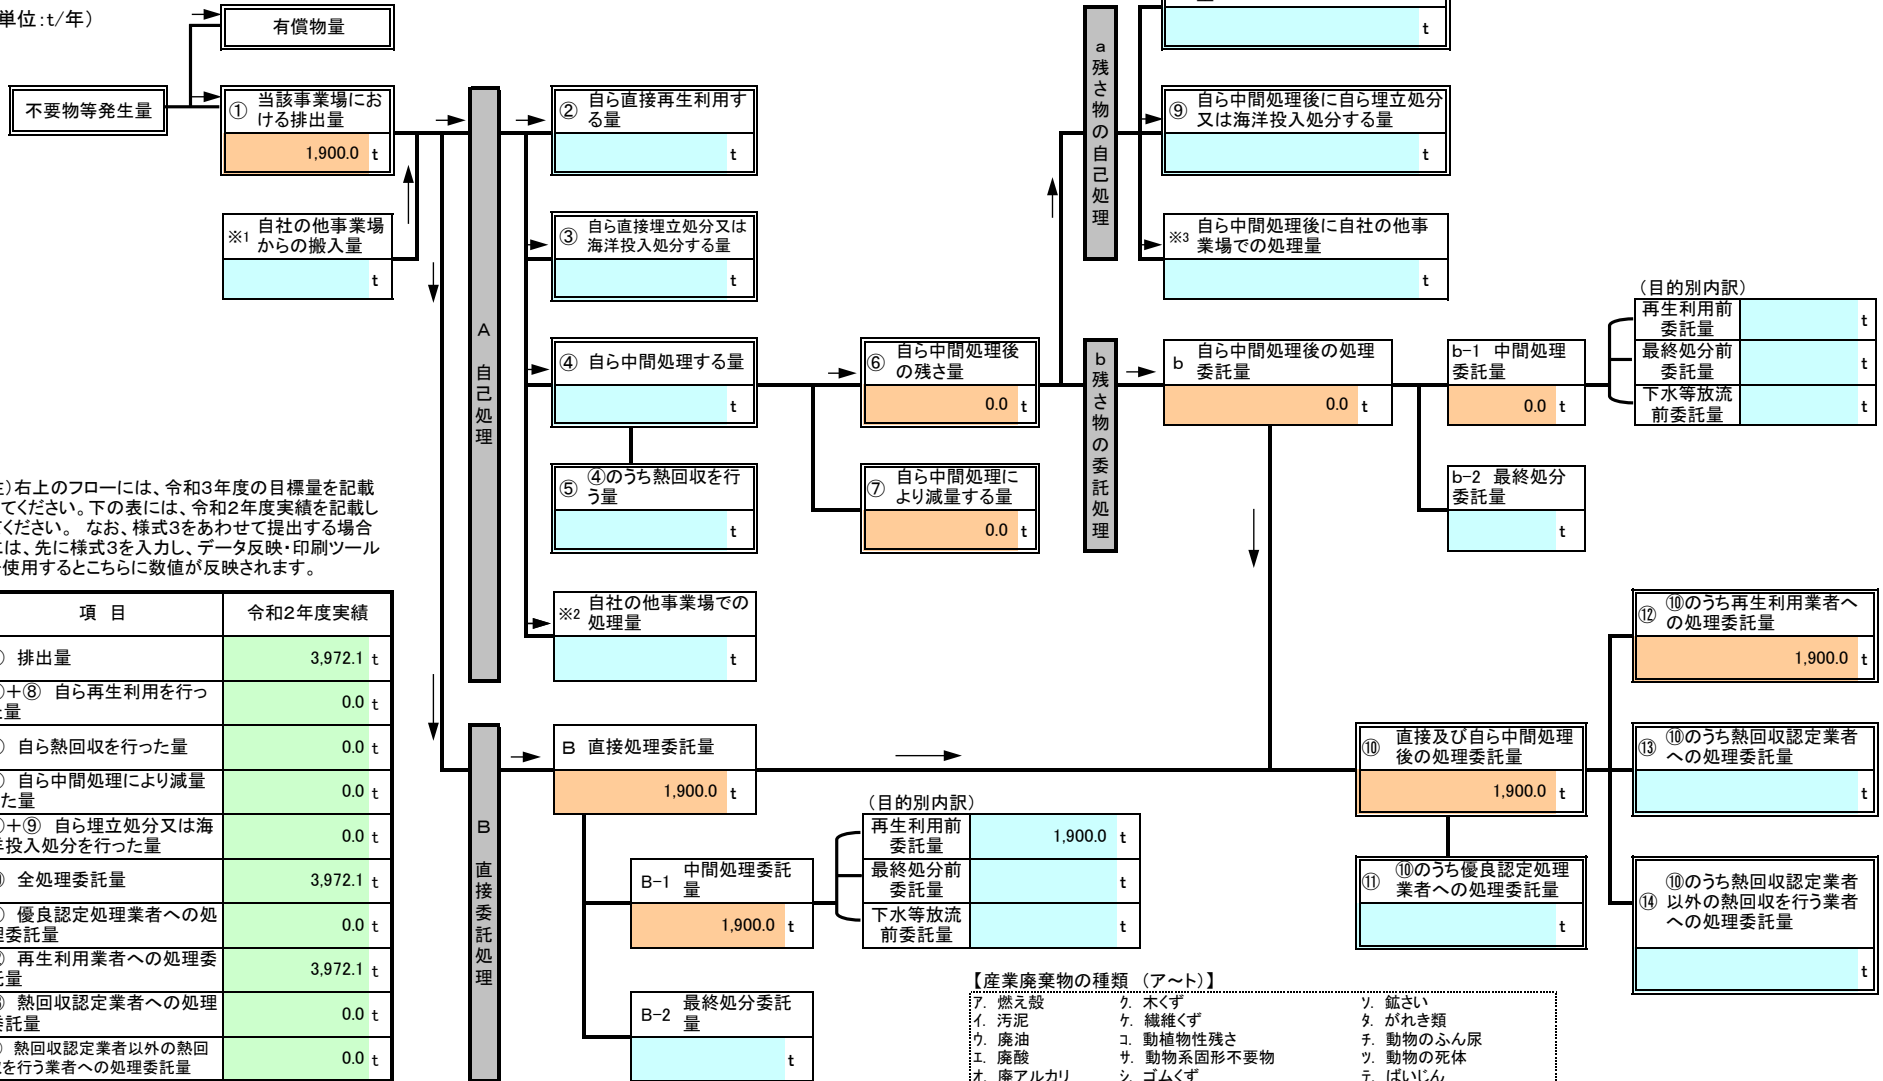 単位:t/年)
有償物量
不要物等発生量
① 当該事業場にお
ける排出量
1,900.0 t
※1 自社の他事業場
からの搬入量
t
A 自己処理
② 自ら直接再生利用す
る量
t
③ 自ら直接埋立処分又は
海洋投入処分する量
t
④ 自ら中間処理する量
t
⑤ ④のうち熱回収を行
う量
t
※2 自社の他事業場での
処理量
t
⑥ 自ら中間処理後
の残さ量
0.0 t
⑦ 自ら中間処理に
より減量する量
0.0 t
a 残さ物の自己処理
t
⑨ 自ら中間処理後に自ら埋立処分
又は海洋投入処分する量
t
※3 自ら中間処理後に自社の他事
業場での処理量
t
b 残さ物の委託処理
b 自ら中間処理後の処理
委託量
0.0 t
b-1 中間処理
委託量
0.0 t
b-2 最終処分
委託量
t
(目的別内訳)
再生利用前
委託量
t
最終処分前
委託量
t
下水等放流
前委託量
t
)右上のフローには、令和3年度の目標量を記載
てください。下の表には、令和2年度実績を記載し
ください。 なお、様式3をあわせて提出する場合
は、先に様式3を入力し、データ反映・印刷ツール
使用するとこちらに数値が反映されます。
項 目 令和2年度実績
) 排出量 3,972.1 t
)+⑧ 自ら再生利用を行っ
量 0.0 t
) 自ら熱回収を行った量 0.0 t
) 自ら中間処理により減量
た量 0.0 t
)+⑨ 自ら埋立処分又は海
投入処分を行った量 0.0 t
) 全処理委託量 3,972.1 t
) 優良認定処理業者への処
委託量 0.0 t
) 再生利用業者への処理委
量 3,972.1 t
) 熱回収認定業者への処理
託量 0.0 t
) 熱回収認定業者以外の熱回
を行う業者への処理委託量 0.0 t
B 直接委託処理
B 直接処理委託量
1,900.0 t
B-1 中間処理委託
量
1,900.0 t
B-2 最終処分委託
量
t
(目的別内訳)
再生利用前
委託量
1,900.0 t
最終処分前
委託量
t
下水等放流
前委託量
t
⑩ 直接及び自ら中間処理
後の処理委託量
1,900.0 t
⑪ ⑩のうち優良認定処理
業者への処理委託量
t
⑫ ⑩のうち再生利用業者へ
の処理委託量
1,900.0 t
⑬ ⑩のうち熱回収認定業者
への処理委託量
t
⑭ ⑩のうち熱回収認定業者
以外の熱回収を行う業者
への処理委託量
t
【産業廃棄物の種類 (ア~ト)】
ア. 燃え殻 ク. 木くず ソ. 鉱さい
イ. 汚泥 ケ. 繊維くず タ. がれき類
ウ. 廃油 コ. 動植物性残さ チ. 動物のふん尿
エ. 廃酸 サ. 動物系固形不要物 ツ. 動物の死体
オ. 廃アルカリ シ. ゴムくず テ. ばいじん